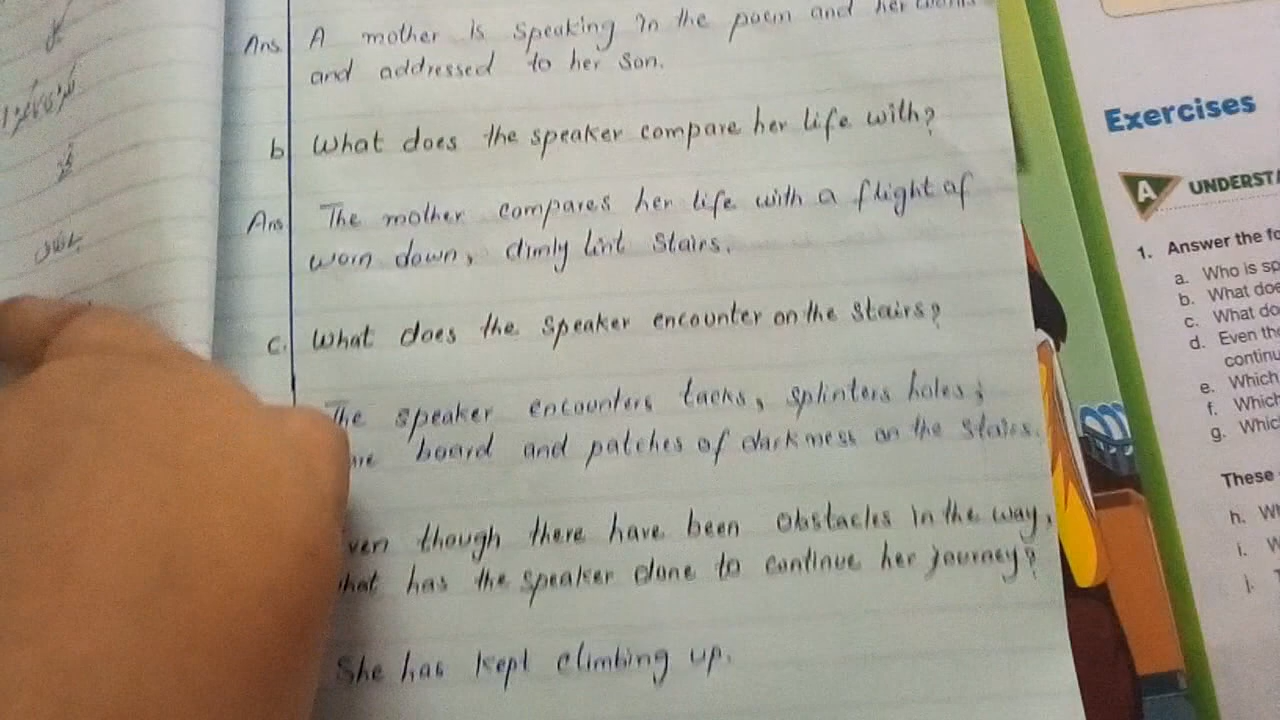 Ans A mother is speaking in the poem and her
and addressed to her son.
b What does the speaker compare her life with?
Ans The mother compares her life with a flight of
worn down, dimly lint stairs.
c. What does the speaker encounter on the stairs?
The speaker encounters tacks, splinters holes;
board and patches of darkness on the stairs.
ven though there have been obstacles in the way,
hat has the speaker done to continue her journey?
She has kept climbing up.
Exercises
A UNDERSTA
1. Answer the fo
a. Who is sp
b. What doe
c. What do
d. Even th
continu
e. Which
f. Which
g. Whic
These
h. Wh
i. W
j. T